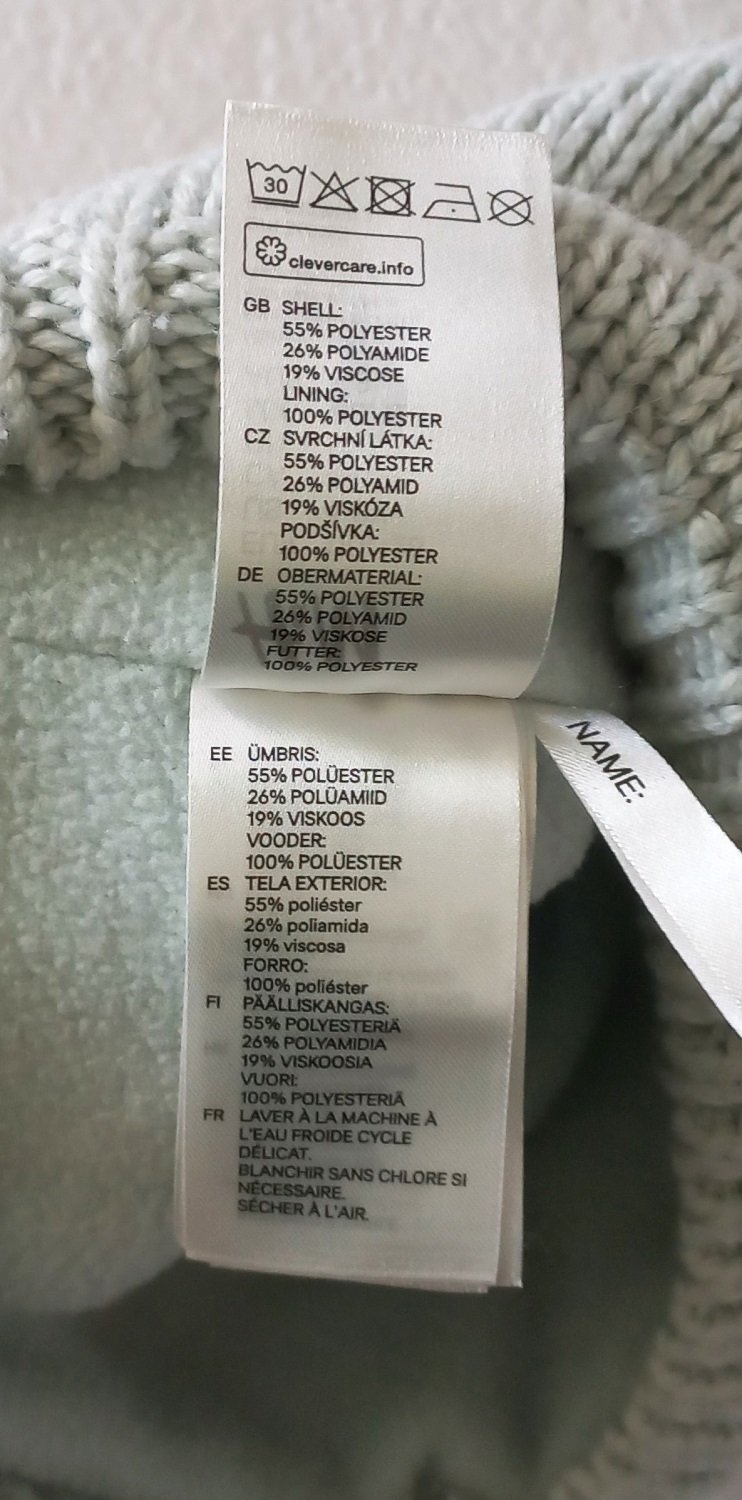 30
clevercare.info
GB SHELL:
55% POLYESTER
26% POLYAMIDE
19% VISCOSE
LINING:
100% POLYESTER
CZ SVRCHNÍ LÁTKA:
55% POLYESTER
26% POLYAMID
19% VISKÓZA
PODŠÍVKA:
100% POLYESTER
DE OBERMATERIAL:
55% POLYESTER
26% POLYAMID
19% VISKOSE
FUTTER:
100% POLYESTER
EE ÜMBRIS:
55% POLÜESTER
26% POLÜAMIID
19% VISKOOS
VOODER:
100% POLÜESTER
ES TELA EXTERIOR:
55% poliéster
26% poliamida
19% viscosa
FORRO:
100% poliéster
FI PÄÄLLISKANGAS:
55% POLYESTERIÄ
26% POLYAMIDIA
19% VISKOOSIA
VUORI:
100% POLYESTERIÄ
FR LAVER À LA MACHINE À
L'EAU FROIDE CYCLE
DÉLICAT.
BLANCHIR SANS CHLORE SI
NÉCESSAIRE.
SÉCHER À L'AIR.
NAME: